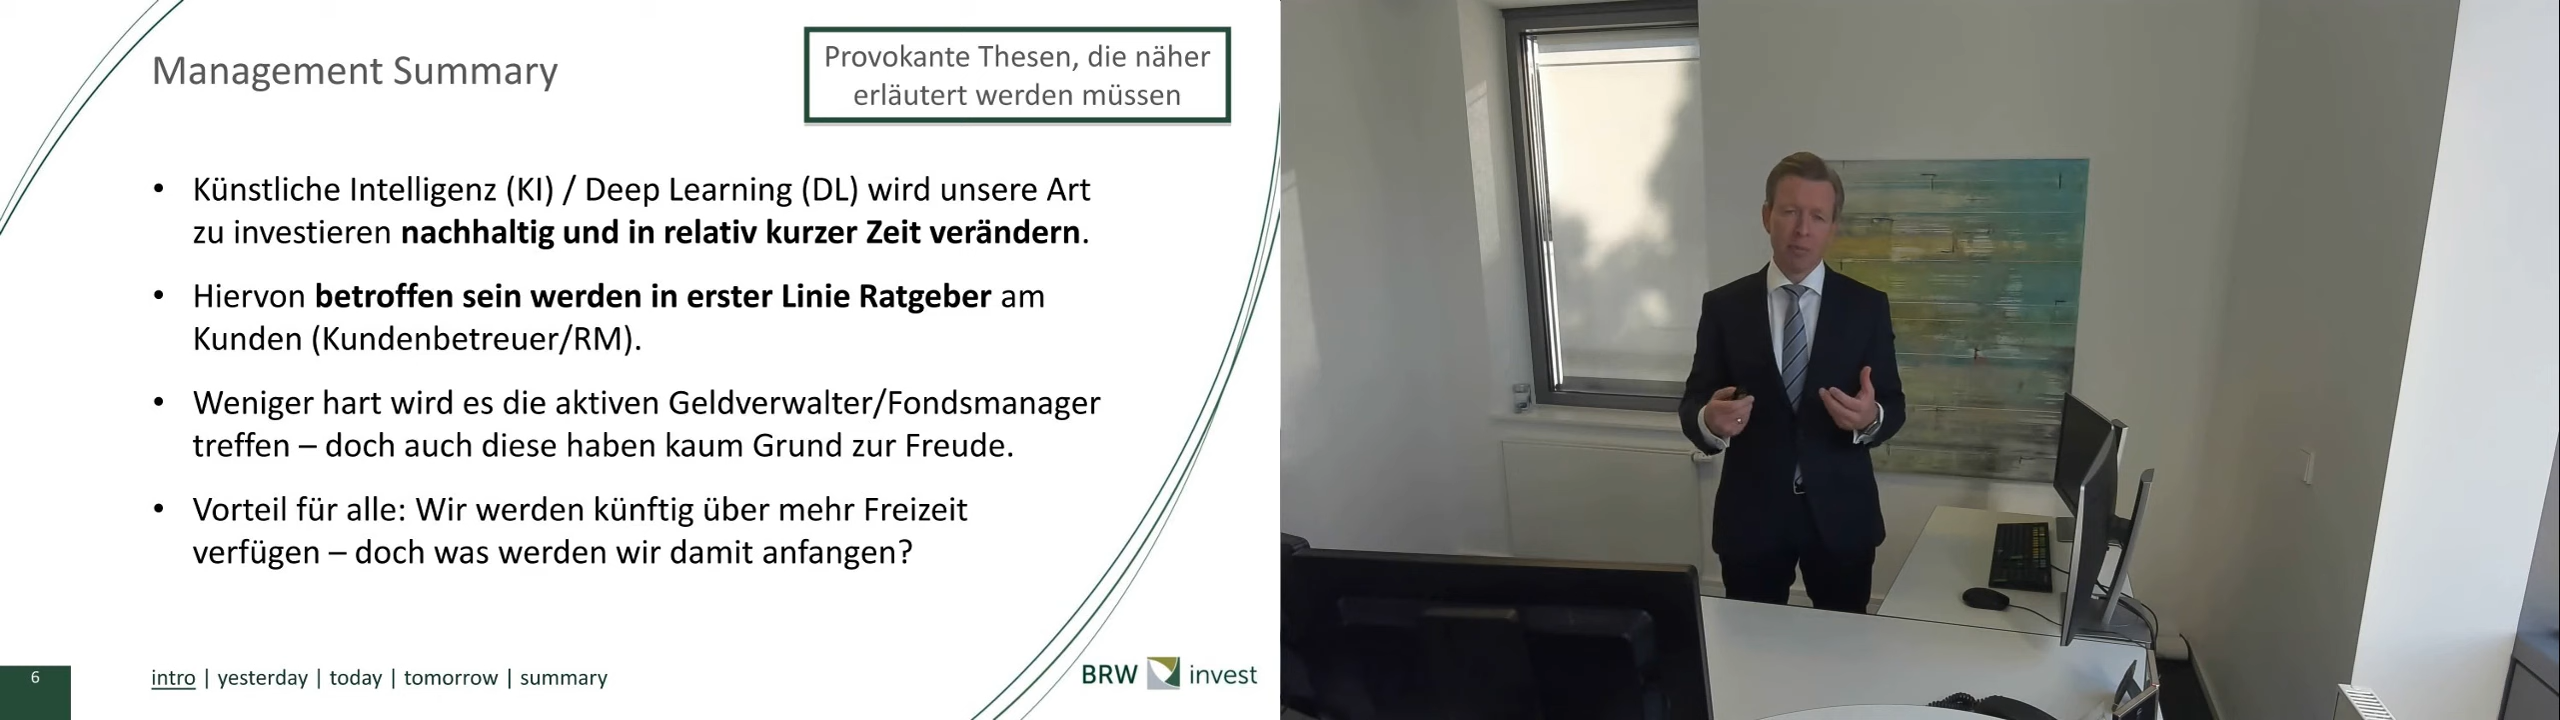 Management Summary
Provokante Thesen, die näher
erläutert werden müssen
• Künstliche Intelligenz (KI) / Deep Learning (DL) wird unsere Art
zu investieren nachhaltig und in relativ kurzer Zeit verändern.
• Hiervon betroffen sein werden in erster Linie Ratgeber am
Kunden (Kundenbetreuer/RM).
• Weniger hart wird es die aktiven Geldverwalter/Fondsmanager
treffen – doch auch diese haben kaum Grund zur Freude.
• Vorteil für alle: Wir werden künftig über mehr Freizeit
verfügen – doch was werden wir damit anfangen?
6
intro | yesterday | today | tomorrow | summary
BRW invest